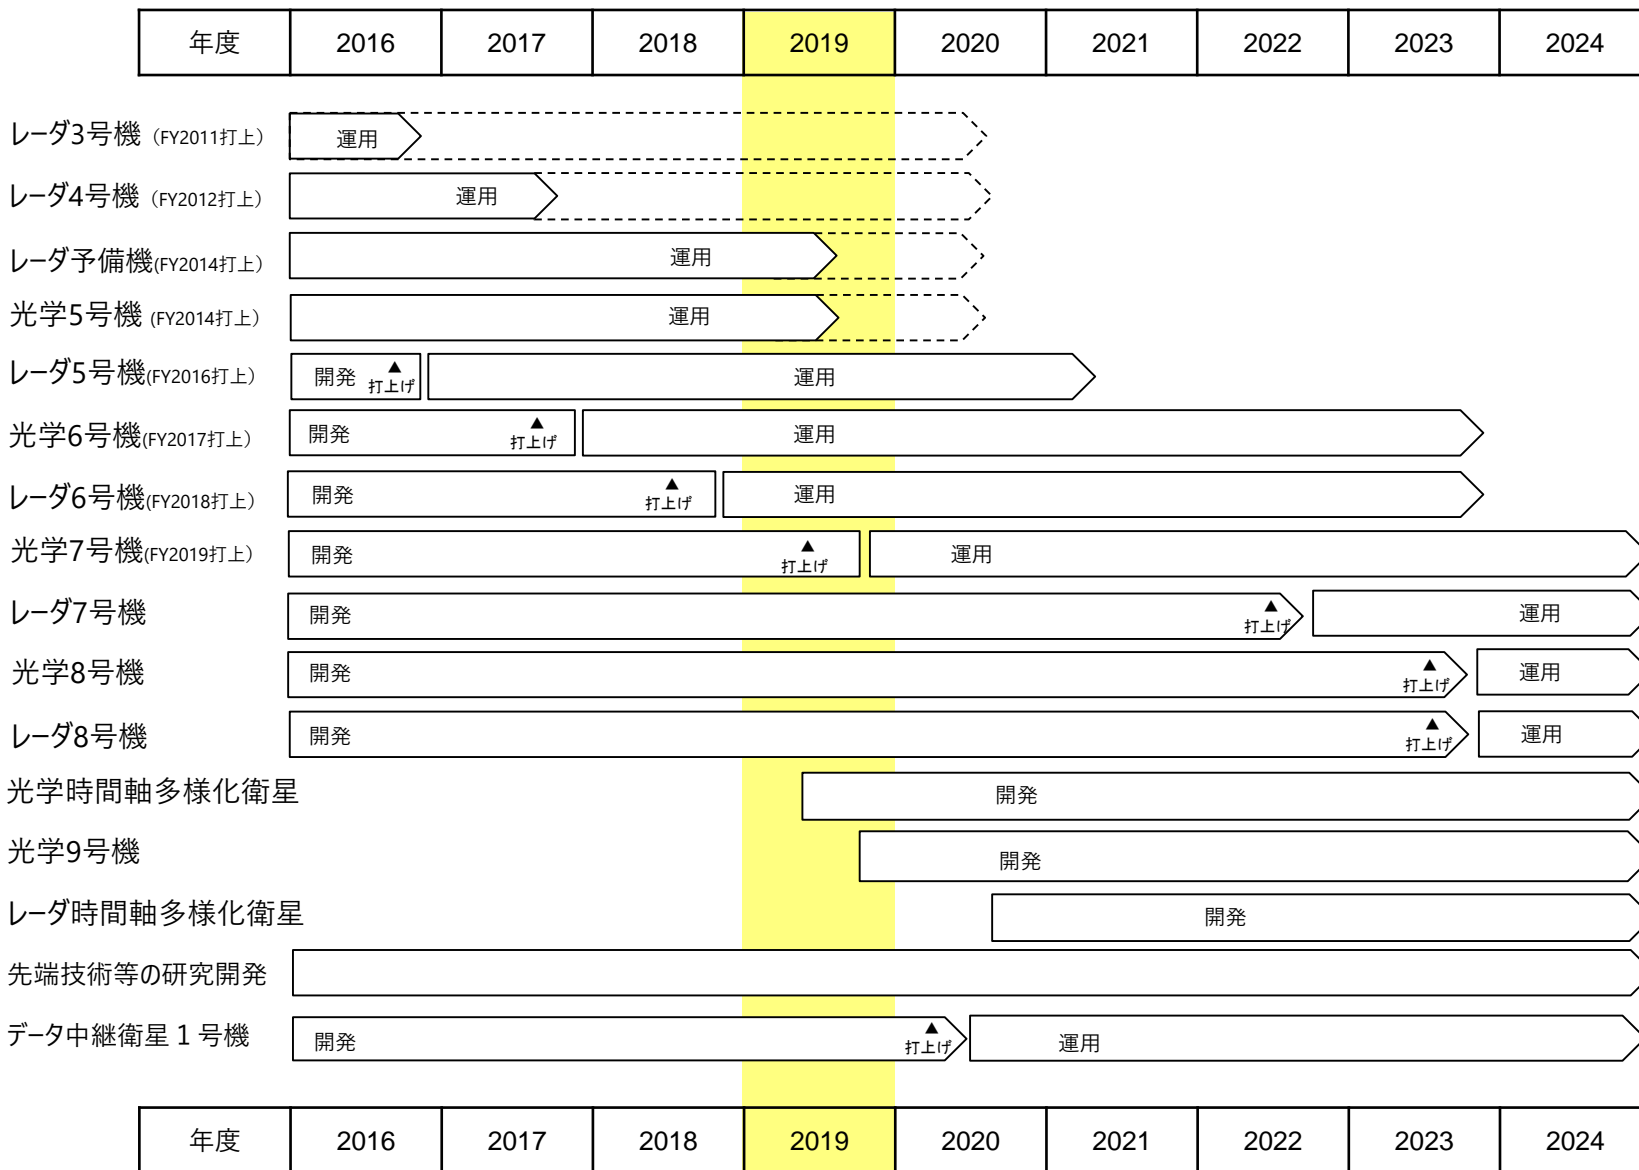 年度 2016 2017 2018 2019 2020 2021 2022 2023 2024
レーダ3号機 (FY2011打上) 運用
レーダ4号機 (FY2012打上) 運用
レーダ予備機(FY2014打上) 運用
光学5号機 (FY2014打上) 運用
レーダ5号機(FY2016打上) 開発 ▲打上げ 運用
光学6号機(FY2017打上) 開発 ▲打上げ 運用
レーダ6号機(FY2018打上) 開発 ▲打上げ 運用
光学7号機(FY2019打上) 開発 ▲打上げ 運用
レーダ7号機 開発 ▲打上げ 運用
光学8号機 開発 ▲打上げ 運用
レーダ8号機 開発 ▲打上げ 運用
光学時間軸多様化衛星 開発
光学9号機 開発
レーダ時間軸多様化衛星 開発
先端技術等の研究開発
データ中継衛星1号機 開発 ▲打上げ 運用
年度 2016 2017 2018 2019 2020 2021 2022 2023 2024